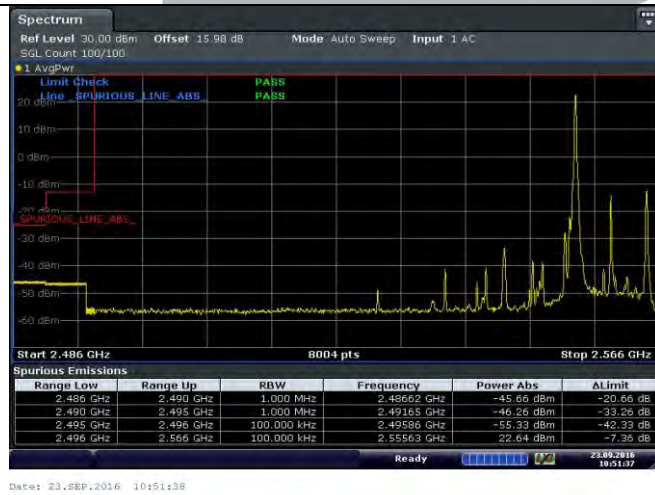 Spectrum
Ref Level 30.00 dBm Offset 15.98 dB Mode Auto Sweep Input 1 AC
SGL Count 100/100
1 AvgPwr
Limit Check PASS
Line _SPURIOUS_LINE_ABS_ PASS
20 dBm
10 dBm
0 dBm
-10 dBm
-20 dBm
_SPURIOUS_LINE_ABS_
-30 dBm
-40 dBm
-50 dBm
-60 dBm
Start 2.486 GHz 8004 pts Stop 2.566 GHz
Spurious Emissions
Range Low Range Up RBW Frequency Power Abs ΔLimit
2.486 GHz 2.490 GHz 1.000 MHz 2.48662 GHz -45.66 dBm -20.66 dB
2.490 GHz 2.495 GHz 1.000 MHz 2.49165 GHz -46.26 dBm -33.26 dB
2.495 GHz 2.496 GHz 100.000 kHz 2.49586 GHz -55.33 dBm -42.33 dB
2.496 GHz 2.566 GHz 100.000 kHz 2.55563 GHz 22.64 dBm -7.36 dB
Ready 23.09.2016
10:51:37
Date: 23.SEP.2016 10:51:38